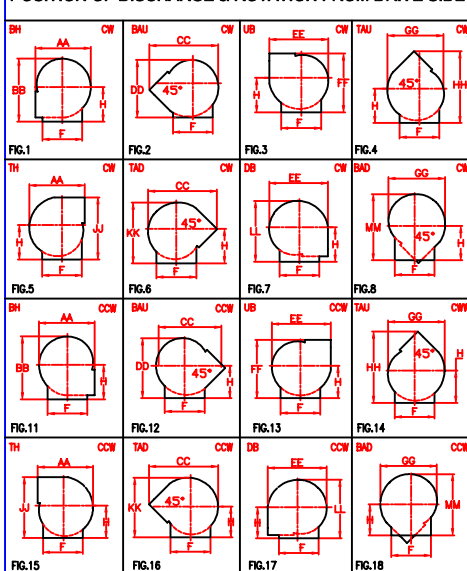 POSITION OF DISCHARGE & ROTATION FROM DRIVE SIDE
BH CW AA BB H F FIG.1
BAU CW CC DD 45° H F FIG.2
UB CW EE FF H F FIG.3
TAU CW GG HH 45° H F FIG.4
TH CW AA JJ H F FIG.5
TAD CW CC KK 45° H F FIG.6
DB CW EE LL H F FIG.7
BAD CW GG MM 45° H F FIG.8
BH CCW AA BB H F FIG.11
BAU CCW CC DD 45° H F FIG.12
UB CCW EE FF H F FIG.13
TAU CCW GG HH 45° H F FIG.14
TH CCW AA JJ H F FIG.15
TAD CCW CC KK 45° H F FIG.16
DB CCW EE LL H F FIG.17
BAD CCW GG MM H F FIG.18